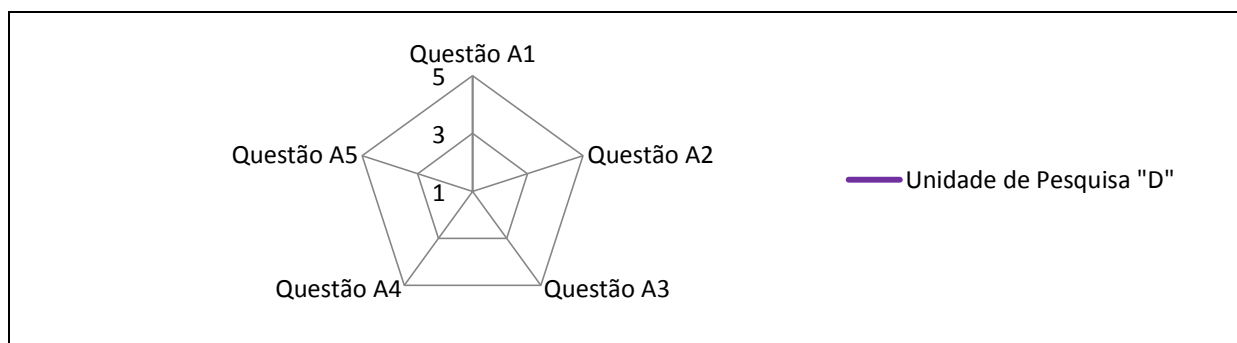 Questão A1
5
3
1
Questão A2
Questão A3
Questão A4
Questão A5
Unidade de Pesquisa "D"